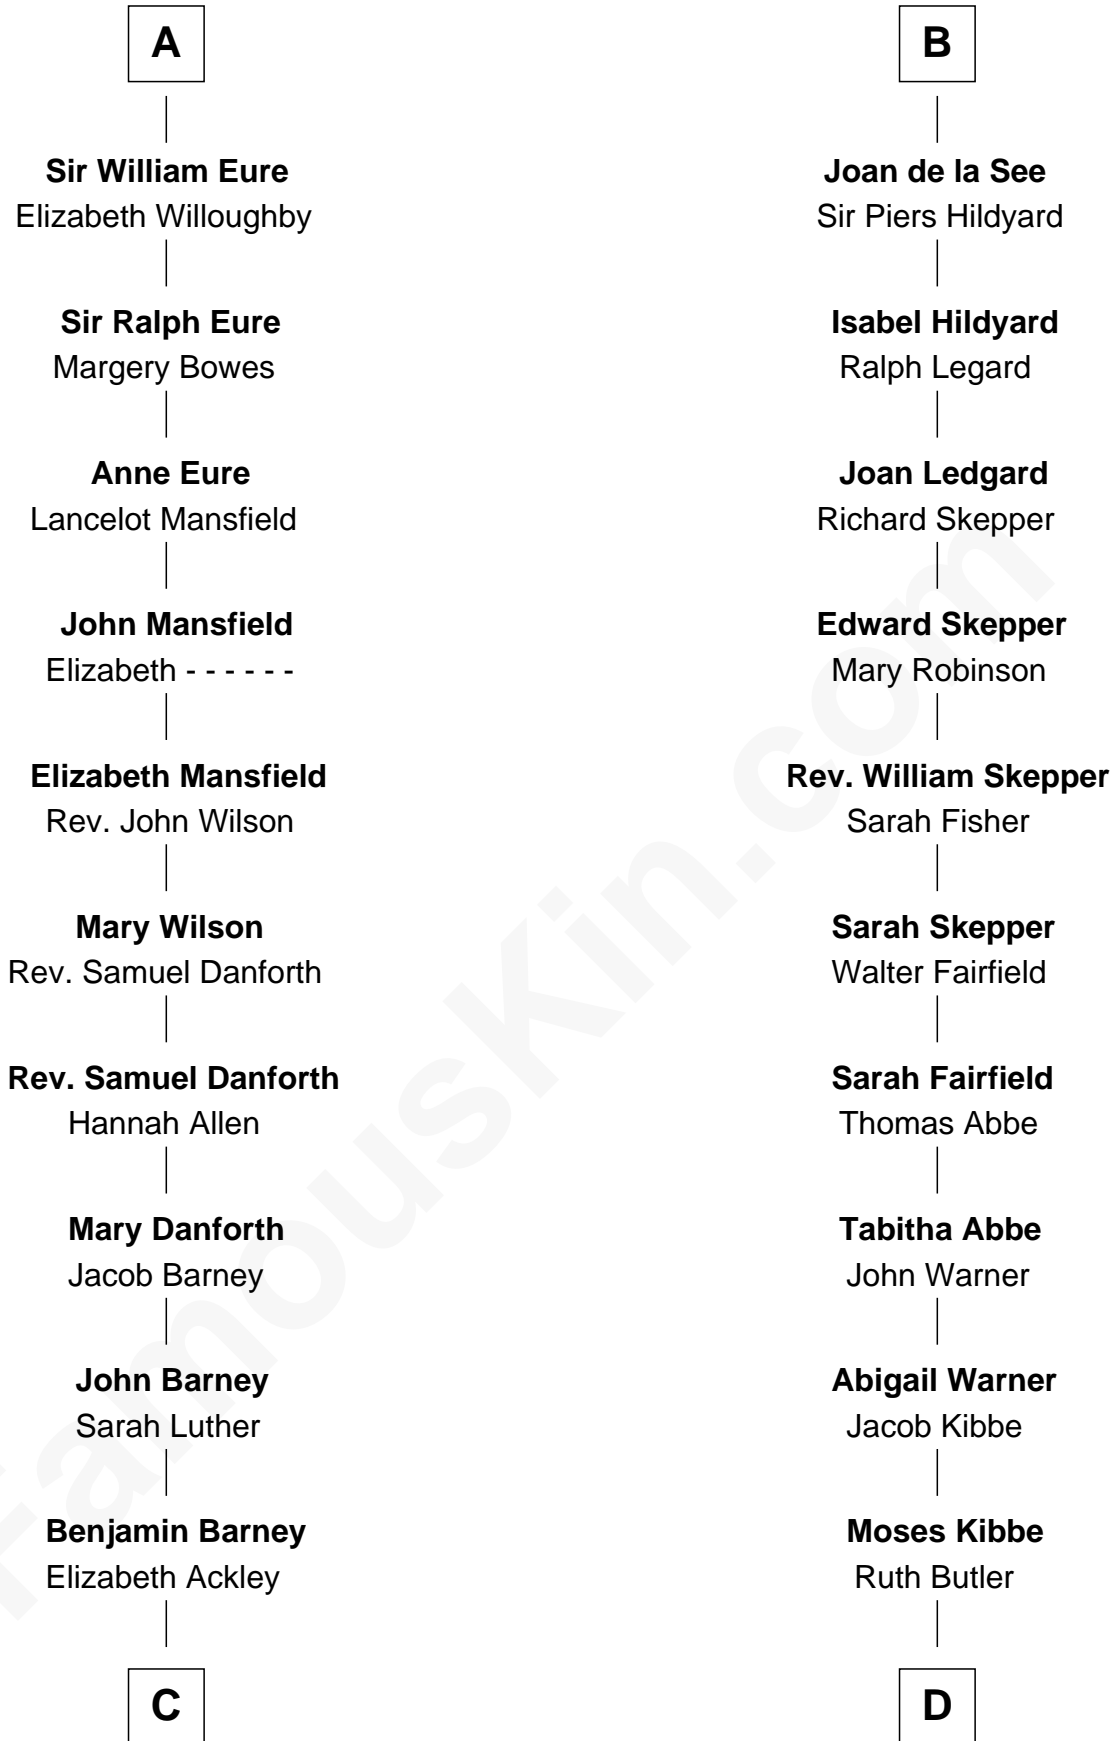 A
Sir William Eure
Elizabeth Willoughby
Sir Ralph Eure
Margery Bowes
Anne Eure
Lancelot Mansfield
John Mansfield
Elizabeth - - - - - -
Elizabeth Mansfield
Rev. John Wilson
Mary Wilson
Rev. Samuel Danforth
Rev. Samuel Danforth
Hannah Allen
Mary Danforth
Jacob Barney
John Barney
Sarah Luther
Benjamin Barney
Elizabeth Ackley
C
B
Joan de la See
Sir Piers Hildyard
Isabel Hildyard
Ralph Legard
Joan Ledgard
Richard Skepper
Edward Skepper
Mary Robinson
Rev. William Skepper
Sarah Fisher
Sarah Skepper
Walter Fairfield
Sarah Fairfield
Thomas Abbe
Tabitha Abbe
John Warner
Abigail Warner
Jacob Kibbe
Moses Kibbe
Ruth Butler
D
FamousKin.com